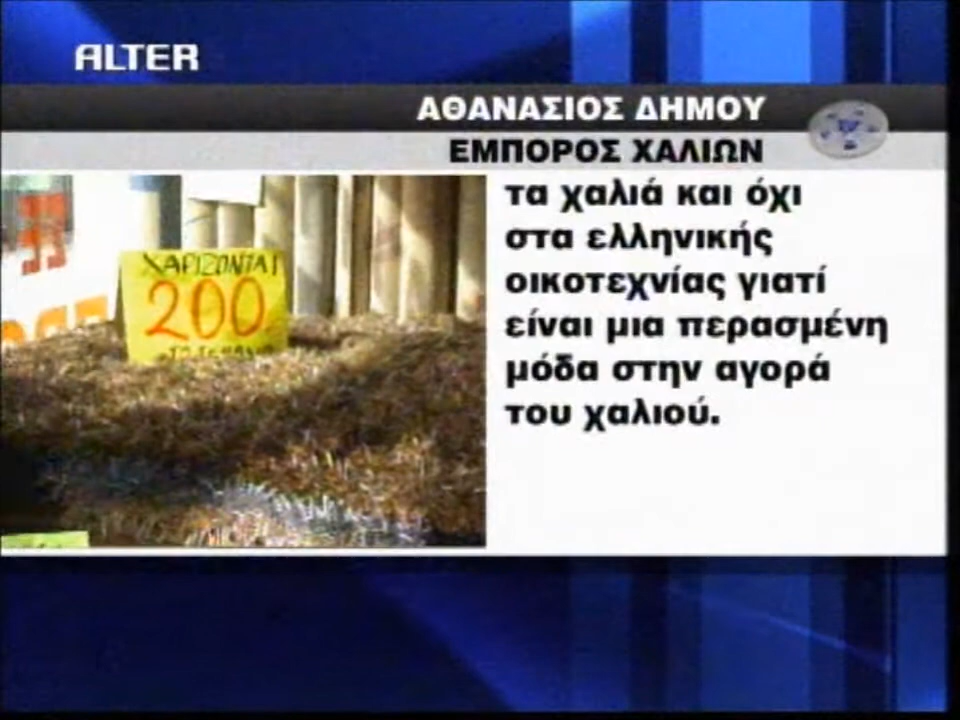 ALTER
ΑΘΑΝΑΣΙΟΣ ΔΗΜΟΥ
ΕΜΠΟΡΟΣ ΧΑΛΙΩΝ
τα χαλιά και όχι
στα ελληνικής
οικοτεχνίας γιατί
είναι μια περασμένη
μόδα στην αγορά
του χαλιού.
ΧΑΡΙΖΟΝΤΑΙ
200